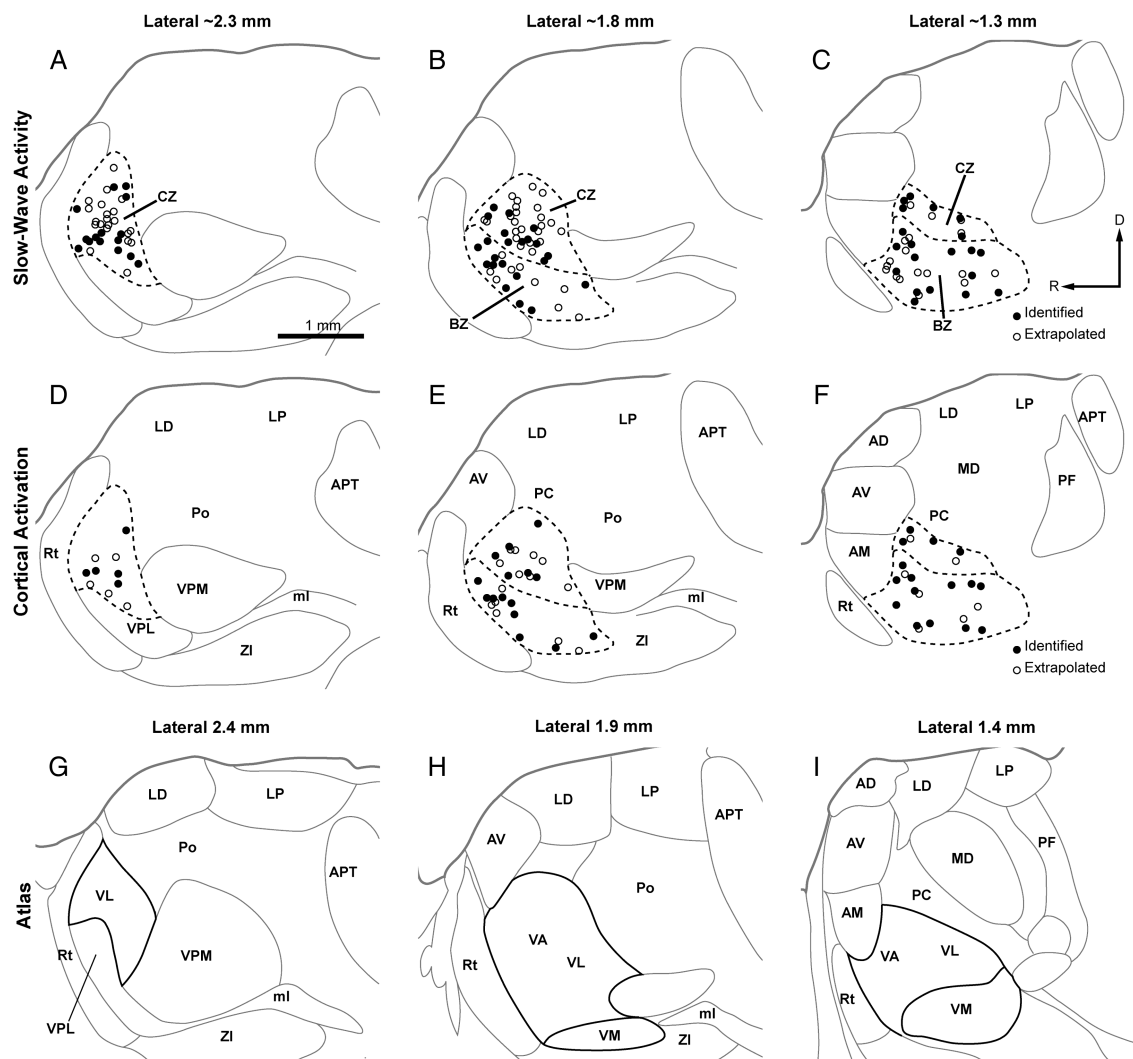 Lateral ~2.3 mm
Lateral ~1.8 mm
Lateral ~1.3 mm
Slow-Wave Activity
A
CZ
1 mm
B
CZ
BZ
C
CZ
BZ
D
R
Identified
Extrapolated
Cortical Activation
D
LD
LP
APT
Po
Rt
VPM
ml
VPL
ZI
E
LD
LP
APT
AV
PC
Po
VPM
ml
Rt
ZI
F
LD
LP
APT
AD
MD
PF
AV
PC
AM
Rt
Identified
Extrapolated
Lateral 2.4 mm
Lateral 1.9 mm
Lateral 1.4 mm
Atlas
G
LD
LP
Po
APT
VL
Rt
VPM
ml
VPL
ZI
H
LD
LP
APT
AV
Po
VA
VL
Rt
ml
VM
ZI
I
AD
LD
LP
AV
MD
PF
PC
AM
VA
VL
Rt
VM